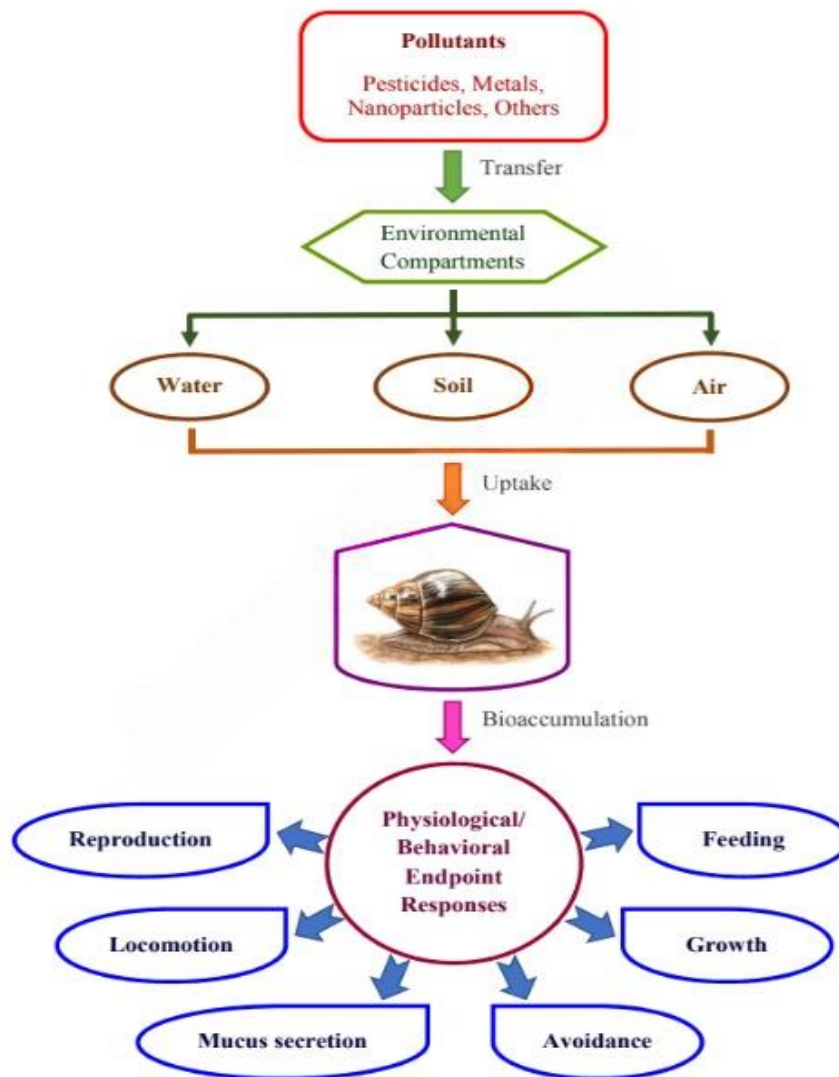 Pollutants
Pesticides, Metals,
Nanoparticles, Others
Transfer
Environmental
Compartments
Water
Soil
Air
Uptake
Bioaccumulation
Physiological/
Behavioral
Endpoint
Responses
Reproduction
Feeding
Locomotion
Growth
Mucus secretion
Avoidance